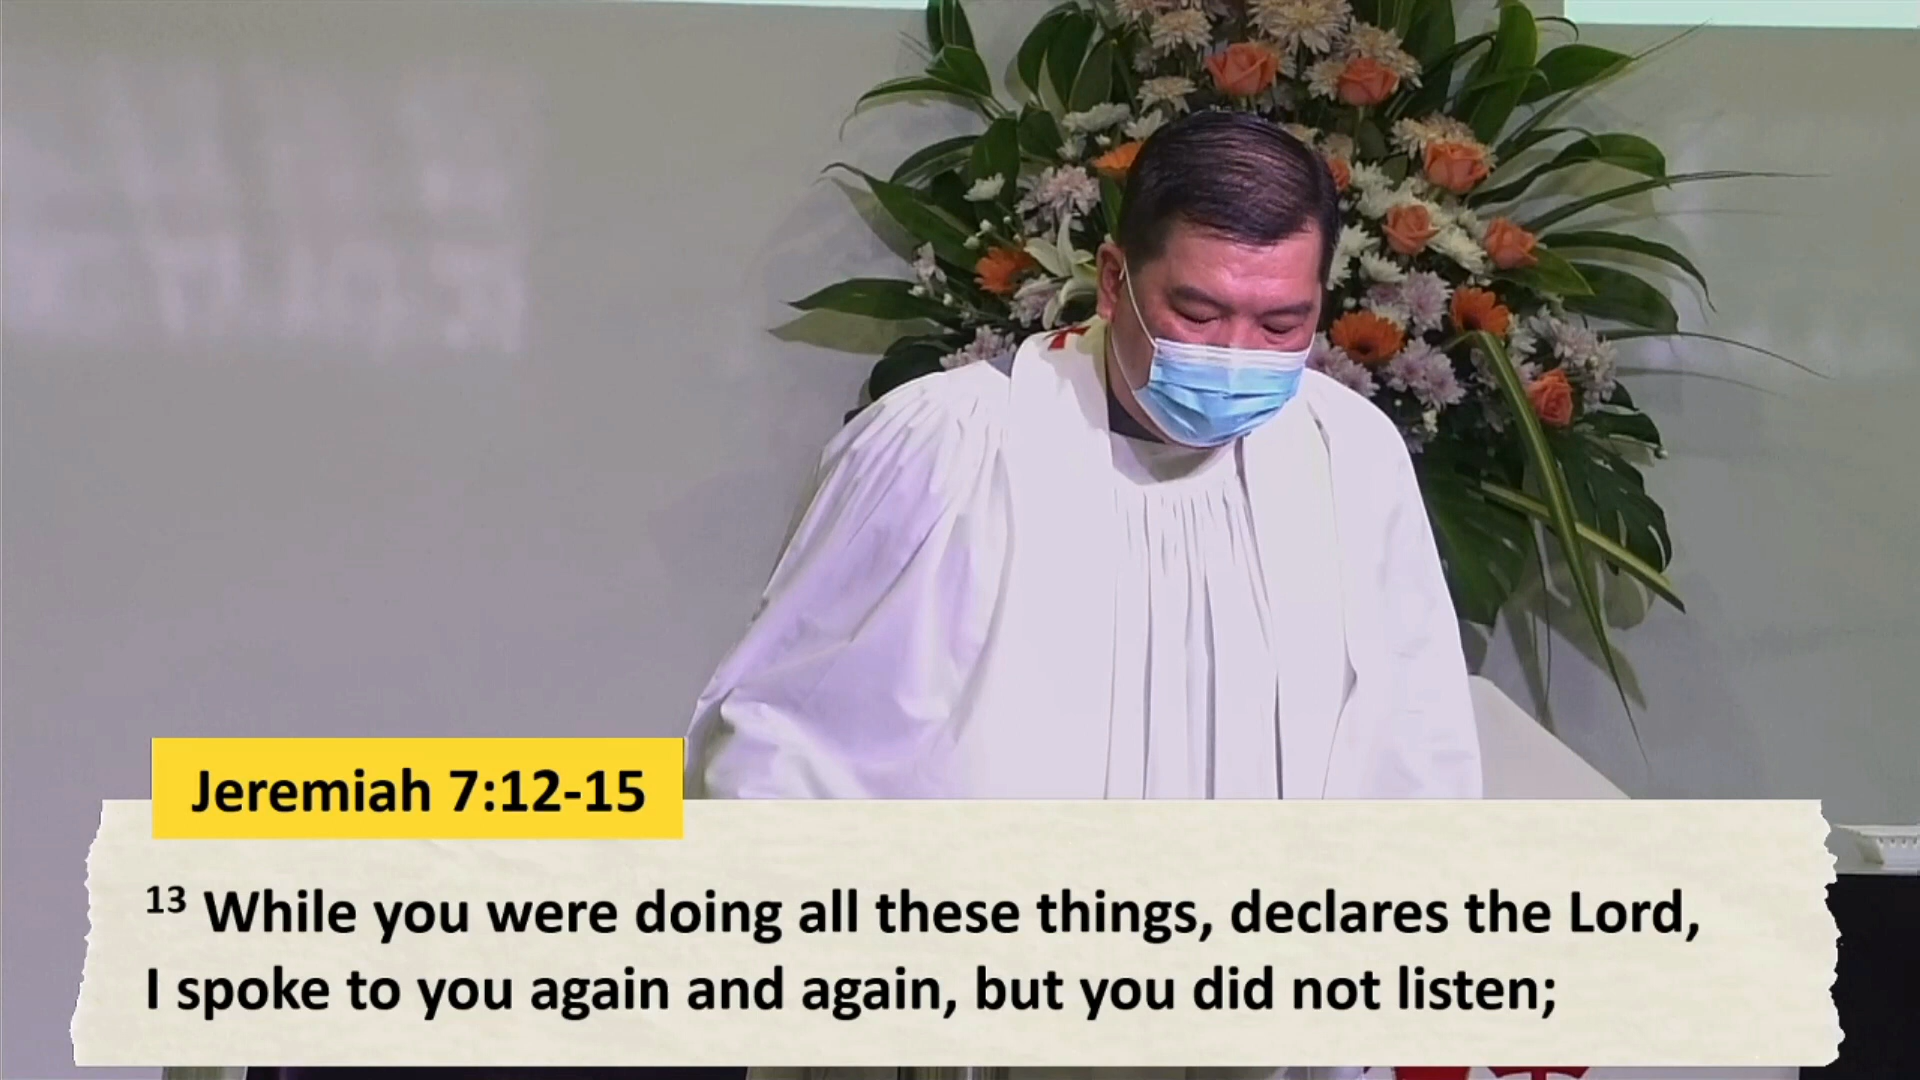 Jeremiah 7:12-15
¹³ While you were doing all these things, declares the Lord,
I spoke to you again and again, but you did not listen;